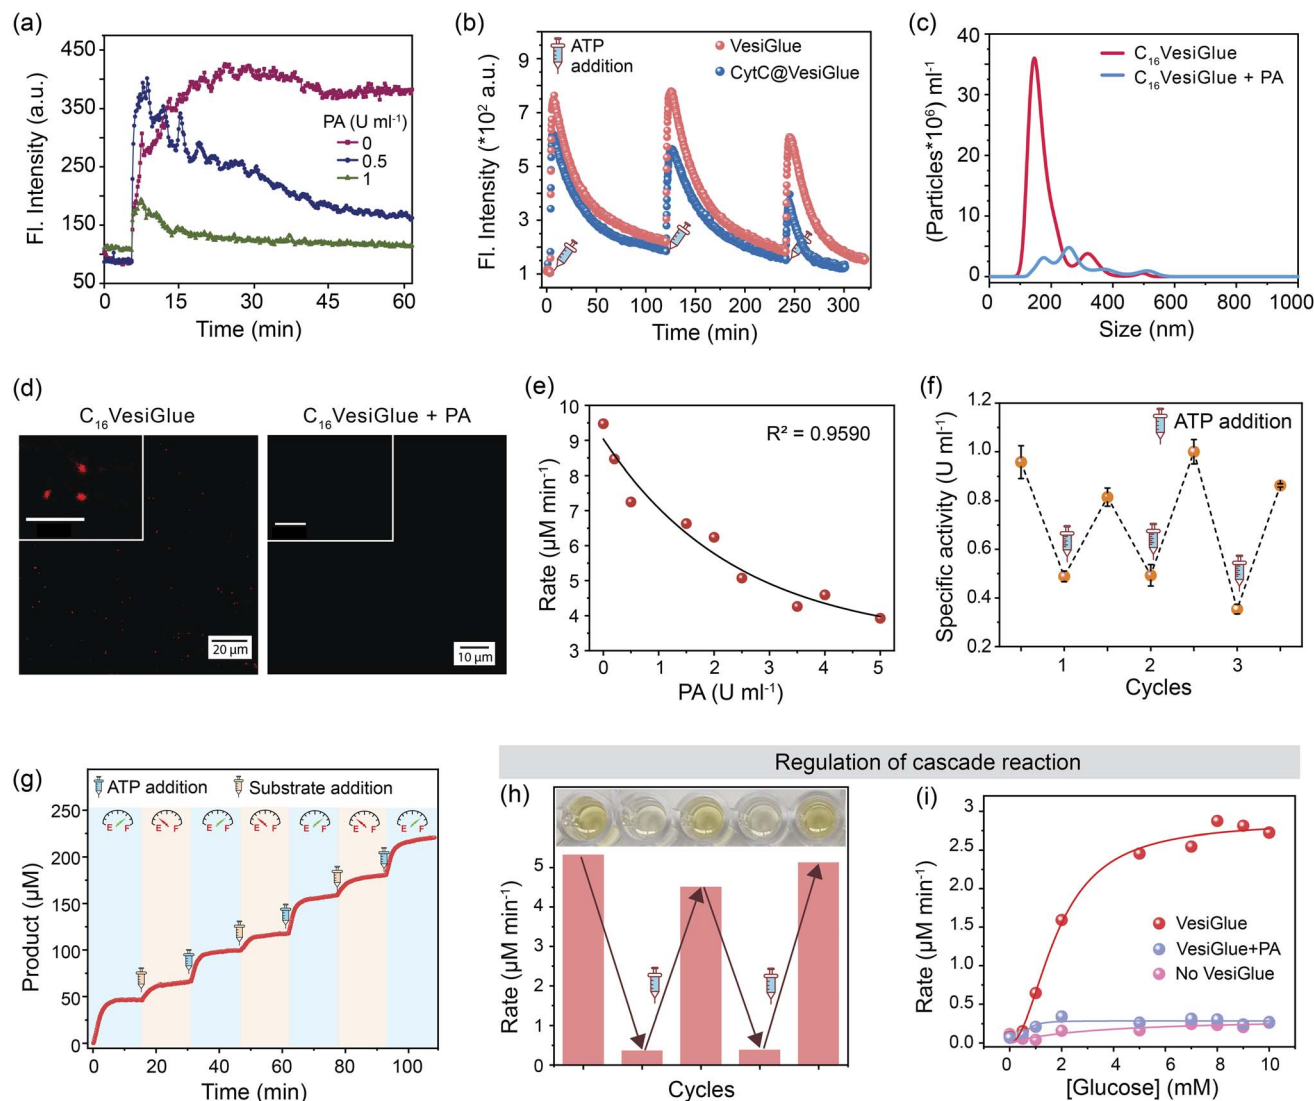 (a)
450
350
250
150
50
Fl. Intensity (a.u.)
PA (U ml⁻¹)
0
0.5
1
0 15 30 45 60
Time (min)
(b)
9
7
5
3
1
Fl. Intensity (*10² a.u.)
ATP
addition
VesiGlue
CytC@VesiGlue
0 50 100 150 200 250 300
Time (min)
(c)
40
30
20
10
0
(Particles*10⁶) ml⁻¹
C₁₆VesiGlue
C₁₆VesiGlue + PA
0 200 400 600 800 1000
Size (nm)
(d)
C₁₆VesiGlue
C₁₆VesiGlue + PA
20 µm
10 µm
(e)
10
9
8
7
6
5
4
3
Rate (µM min⁻¹)
R² = 0.9590
0 1 2 3 4 5
PA (U ml⁻¹)
(f)
1.2
1.0
0.8
0.6
0.4
0.2
Specific activity (U ml⁻¹)
ATP addition
1 2 3
Cycles
(g)
ATP addition
Substrate addition
250
200
150
100
50
0
Product (µM)
E F E F E F E F E F E F E F
0 20 40 60 80 100
Time (min)
Regulation of cascade reaction
(h)
5
4
3
2
1
0
Rate (µM min⁻¹)
Cycles
(i)
3
2.5
2
1.5
1
0.5
0.0
Rate (µM min⁻¹)
VesiGlue
VesiGlue+PA
No VesiGlue
0 2 4 6 8 10
[Glucose] (mM)